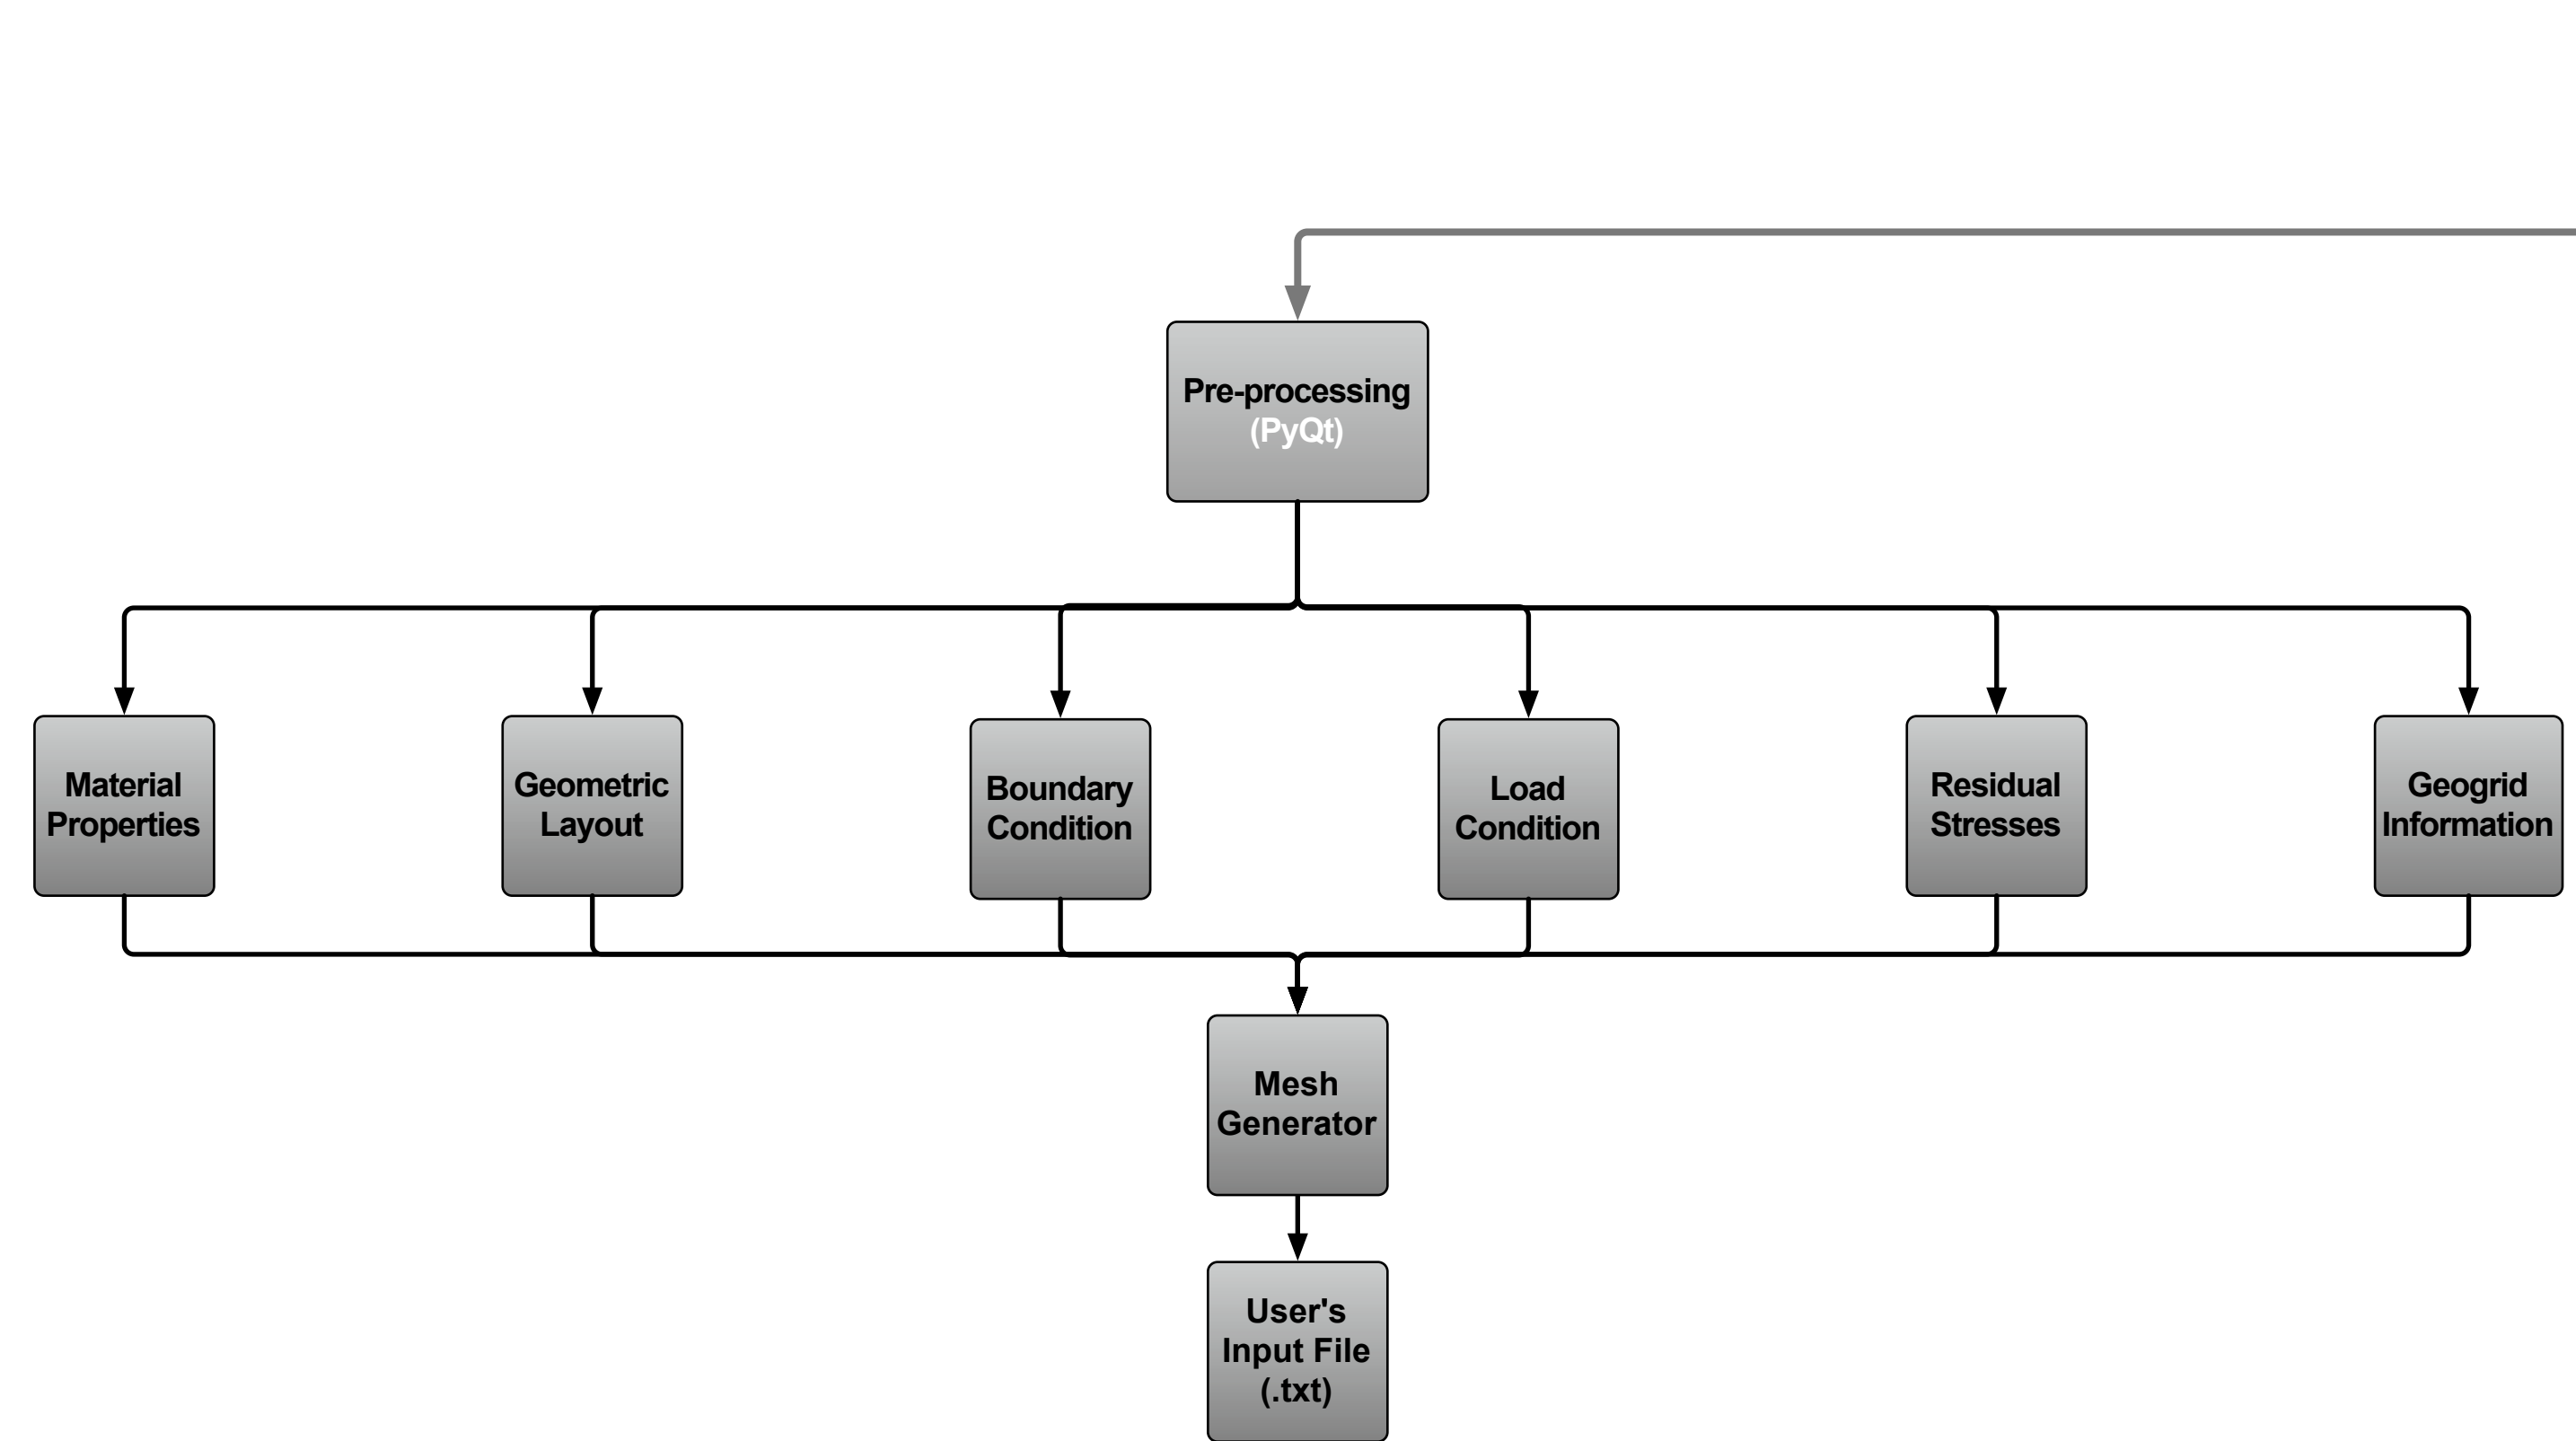 Pre-processing
(PyQt)
Material
Properties
Geometric
Layout
Boundary
Condition
Load
Condition
Residual
Stresses
Geogrid
Information
Mesh
Generator
User's
Input File
(.txt)